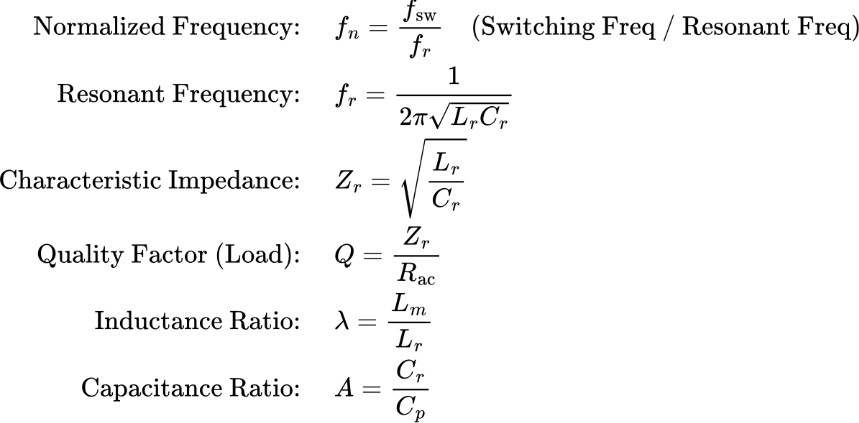 Normalized Frequency: f_n = f_sw / f_r (Switching Freq / Resonant Freq)
Resonant Frequency: f_r = 1 / 2π√(L_r C_r)
Characteristic Impedance: Z_r = √(L_r / C_r)
Quality Factor (Load): Q = Z_r / R_ac
Inductance Ratio: λ = L_m / L_r
Capacitance Ratio: A = C_r / C_p